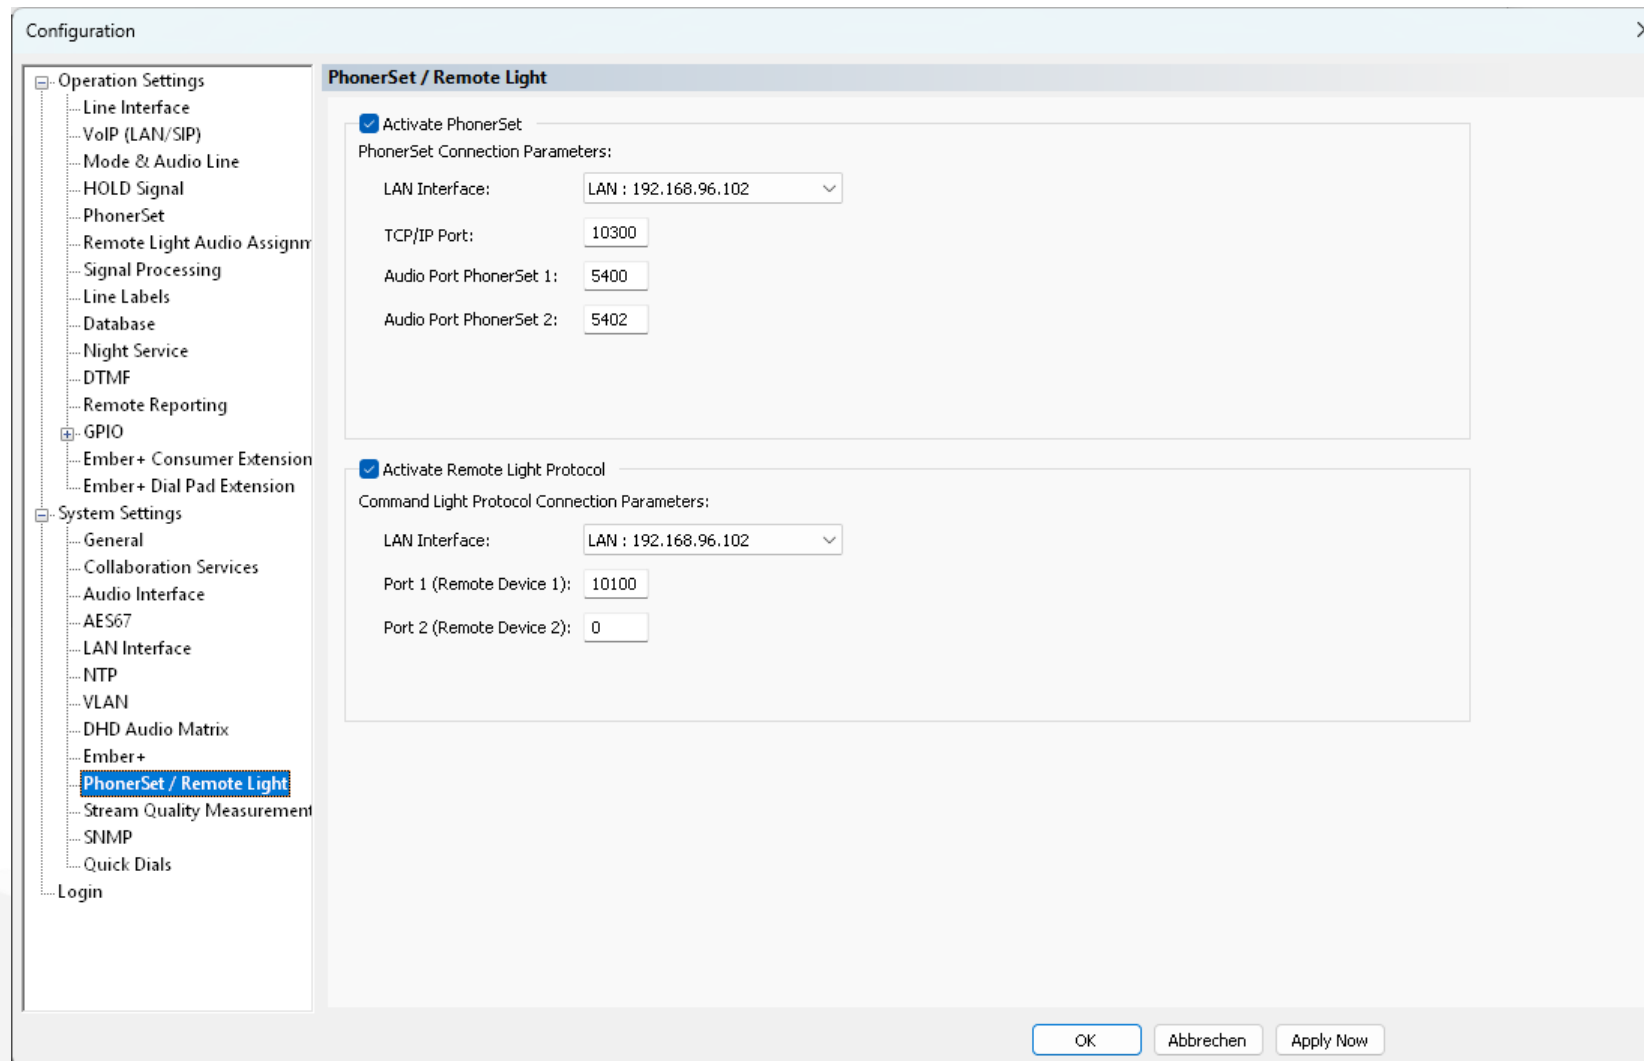 Configuration
Operation Settings
Line Interface
VoIP (LAN/SIP)
Mode & Audio Line
HOLD Signal
PhonerSet
Remote Light Audio Assignm
Signal Processing
Line Labels
Database
Night Service
DTMF
Remote Reporting
GPIO
Ember+ Consumer Extension
Ember+ Dial Pad Extension
System Settings
General
Collaboration Services
Audio Interface
AES67
LAN Interface
NTP
VLAN
DHD Audio Matrix
Ember+
PhonerSet / Remote Light
Stream Quality Measurement
SNMP
Quick Dials
Login
PhonerSet / Remote Light
Activate PhonerSet
PhonerSet Connection Parameters:
LAN Interface: LAN : 192.168.96.102
TCP/IP Port: 10300
Audio Port PhonerSet 1: 5400
Audio Port PhonerSet 2: 5402
Activate Remote Light Protocol
Command Light Protocol Connection Parameters:
LAN Interface: LAN : 192.168.96.102
Port 1 (Remote Device 1): 10100
Port 2 (Remote Device 2): 0
OK Abbrechen Apply Now